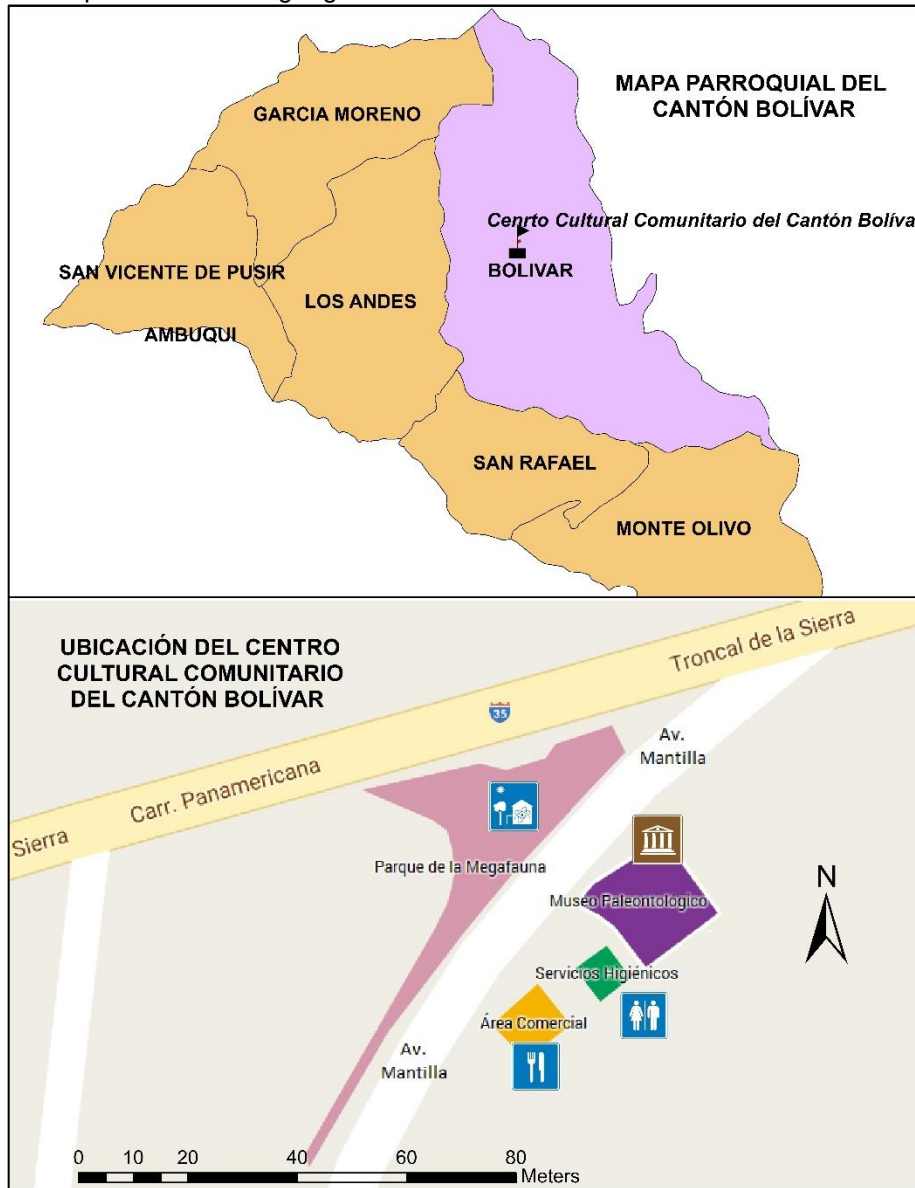 MAPA PARROQUIAL DEL
CANTÓN BOLÍVAR
GARCIA MORENO
Cenrto Cultural Comunitario del Cantón Bolíva
BOLIVAR
SAN VICENTE DE PUSIR
LOS ANDES
AMBUQUI
SAN RAFAEL
MONTE OLIVO
UBICACIÓN DEL CENTRO
CULTURAL COMUNITARIO
DEL CANTÓN BOLÍVAR
Troncal de la Sierra
35
Av.
Mantilla
Carr. Panamericana
Sierra
Parque de la Megafauna
Museo Paleontologico
N
Servicios Higiénicos
Área Comercial
Av.
Mantilla
0 10 20 40 60 80
Meters